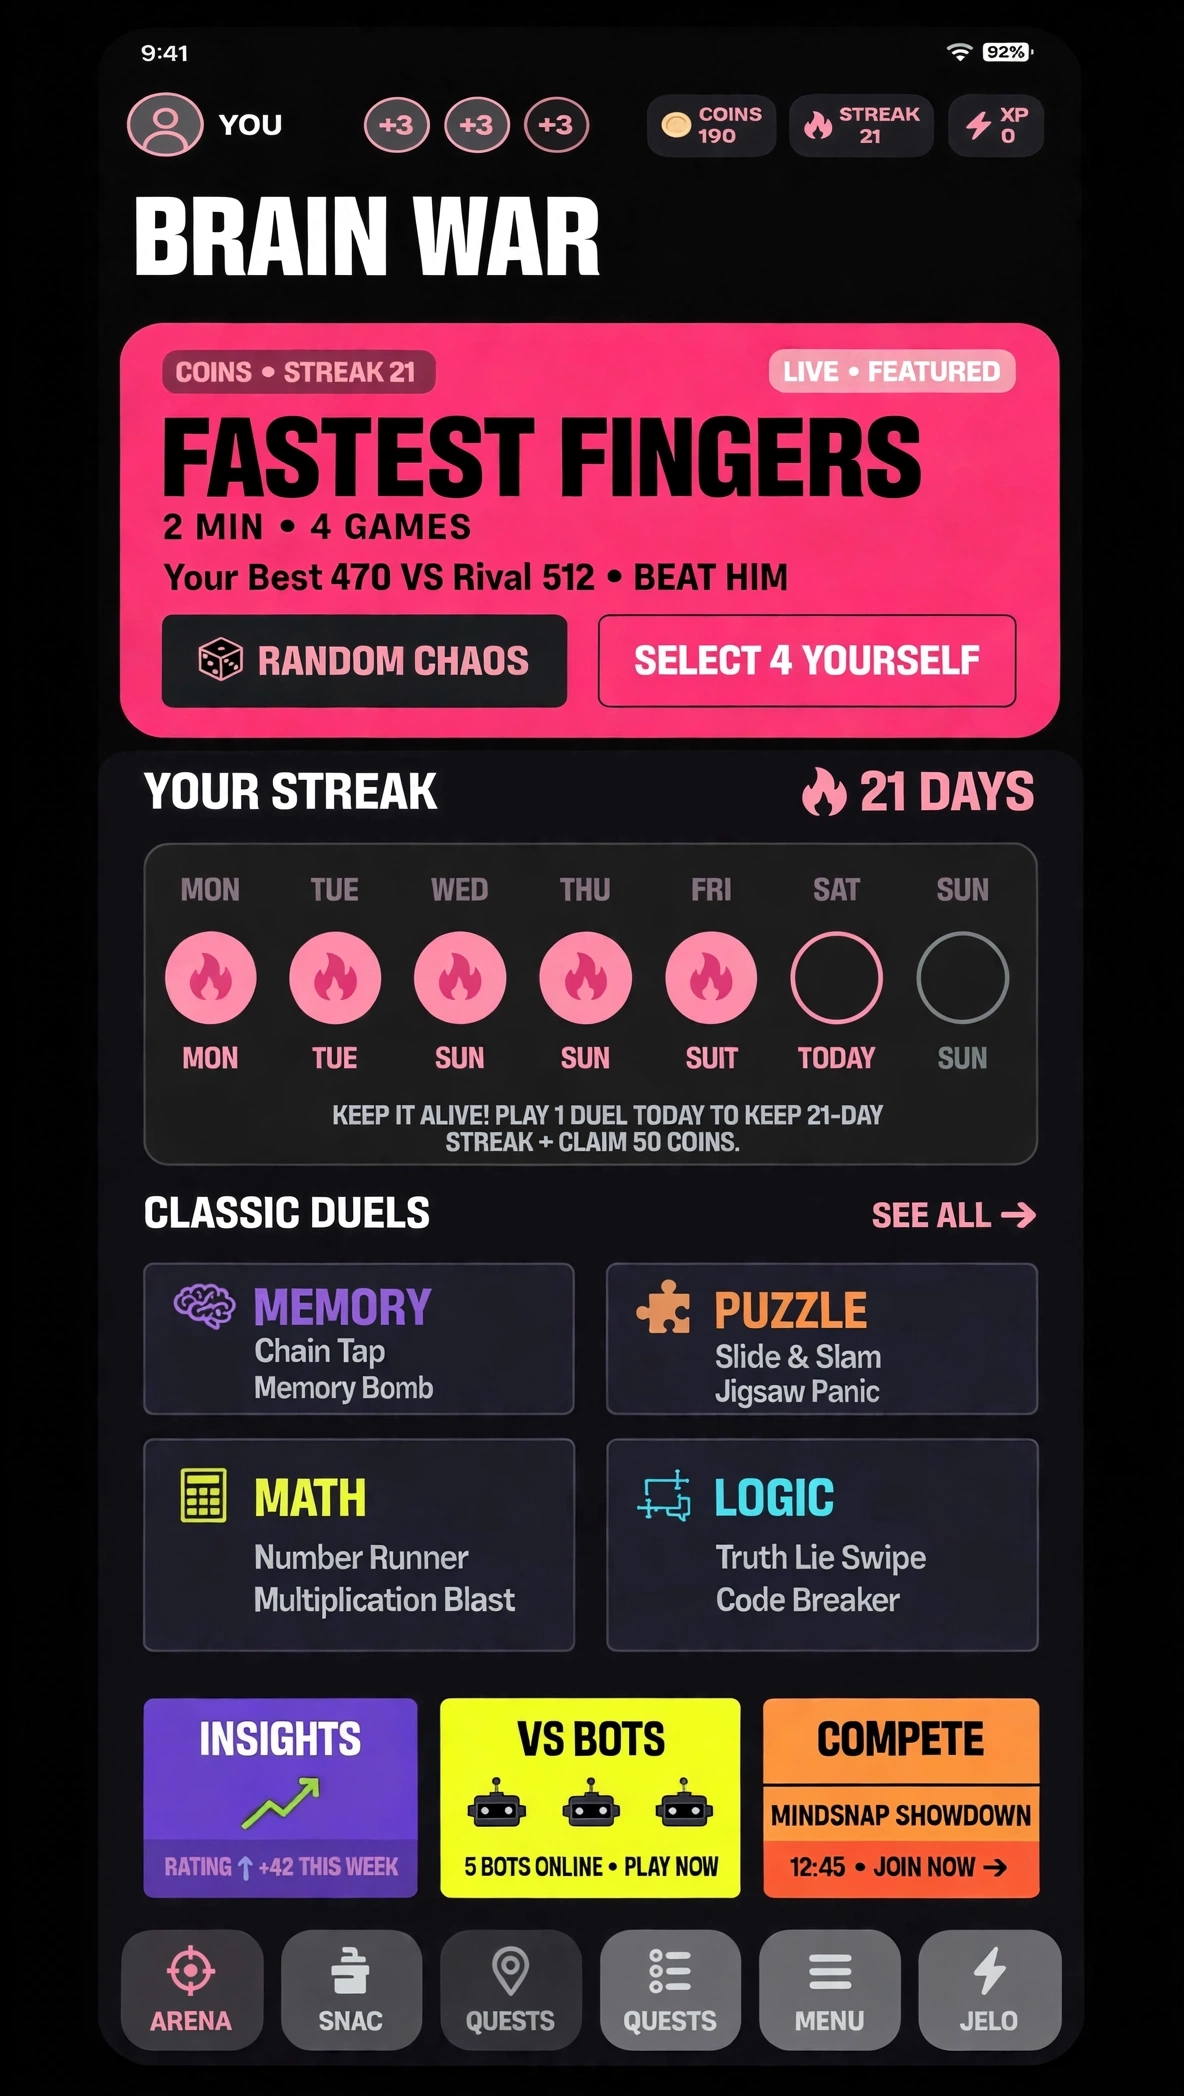 9:41
92%
YOU
+3 +3 +3
COINS
190
STREAK
21
XP
0
BRAIN WAR
COINS • STREAK 21
LIVE • FEATURED
FASTEST FINGERS
2 MIN • 4 GAMES
Your Best 470 VS Rival 512 • BEAT HIM
RANDOM CHAOS
SELECT 4 YOURSELF
YOUR STREAK
21 DAYS
MON TUE WED THU FRI SAT SUN
MON TUE SUN SUN SUIT TODAY SUN
KEEP IT ALIVE! PLAY 1 DUEL TODAY TO KEEP 21-DAY
STREAK + CLAIM 50 COINS.
CLASSIC DUELS
SEE ALL →
MEMORY
Chain Tap
Memory Bomb
PUZZLE
Slide & Slam
Jigsaw Panic
MATH
Number Runner
Multiplication Blast
LOGIC
Truth Lie Swipe
Code Breaker
INSIGHTS
RATING ↑ +42 THIS WEEK
VS BOTS
5 BOTS ONLINE • PLAY NOW
COMPETE
MINDSNAP SHOWDOWN
12:45 • JOIN NOW →
ARENA
SNAC
QUESTS
QUESTS
MENU
JELO